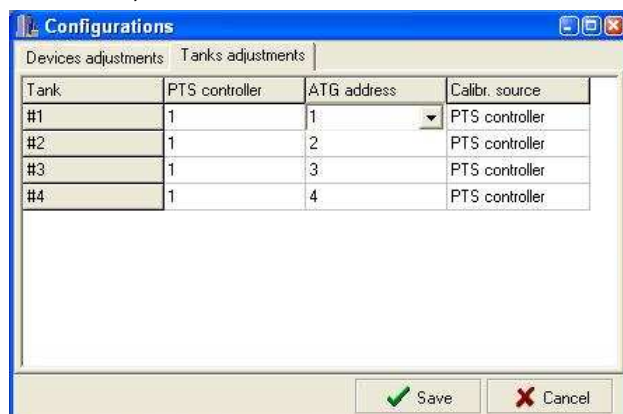 Configurations
Devices adjustments Tanks adjustments
Tank PTS controller ATG address Calibr. source
#1 1 1 PTS controller
#2 1 2 PTS controller
#3 1 3 PTS controller
#4 1 4 PTS controller
Save Cancel